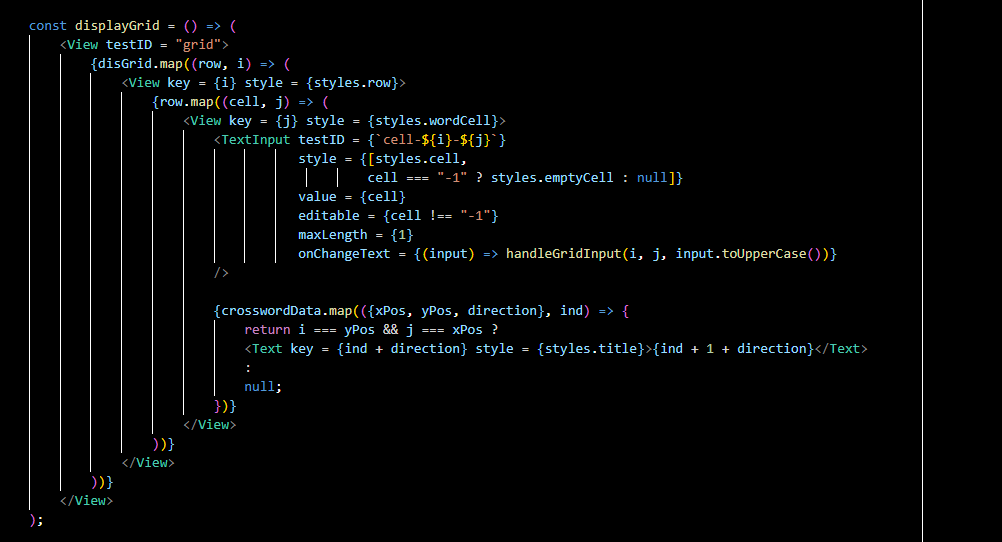 const displayGrid = () => (
<View testID = "grid">
{disGrid.map((row, i) => (
<View key = {i} style = {styles.row}>
{row.map((cell, j) => (
<View key = {j} style = {styles.wordCell}>
<TextInput testID = {`cell-${i}-${j}`}
style = {[styles.cell,
cell === "-1" ? styles.emptyCell : null]}
value = {cell}
editable = {cell !== "-1"}
maxLength = {1}
onChangeText = {(input) => handleGridInput(i, j, input.toUpperCase())}
/>
{crosswordData.map(({xPos, yPos, direction}, ind) => {
return i === yPos && j === xPos ?
<Text key = {ind + direction} style = {styles.title}>{ind + 1 + direction}</Text>
:
null;
})}
</View>
))}
</View>
))}
</View>
);